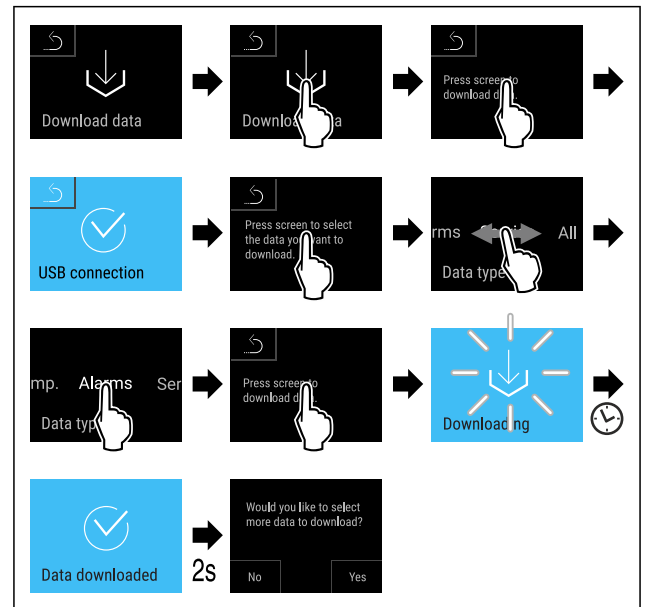 Download data
Downlo a
Press screen to
download d .
USB connection
Press screen to select
the data you want to
download.
rms S All
Data type
mp. Alarms Ser
Data typ
Press screen to
download d .
Downloading
Data downloaded
2s
Would you like to select
more data to download?
No Yes